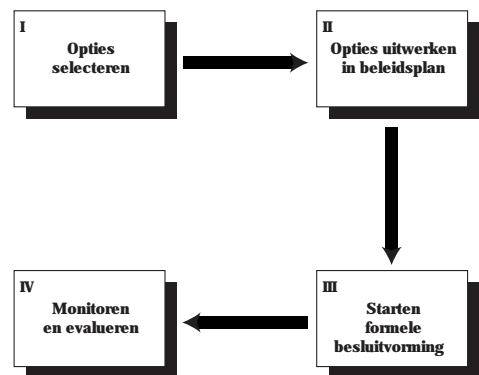 I
Opties
selecteren
II
Opties uitwerken
in beleidsplan
III
Starten
formele
besluitvorming
IV
Monitoren
en evalueren